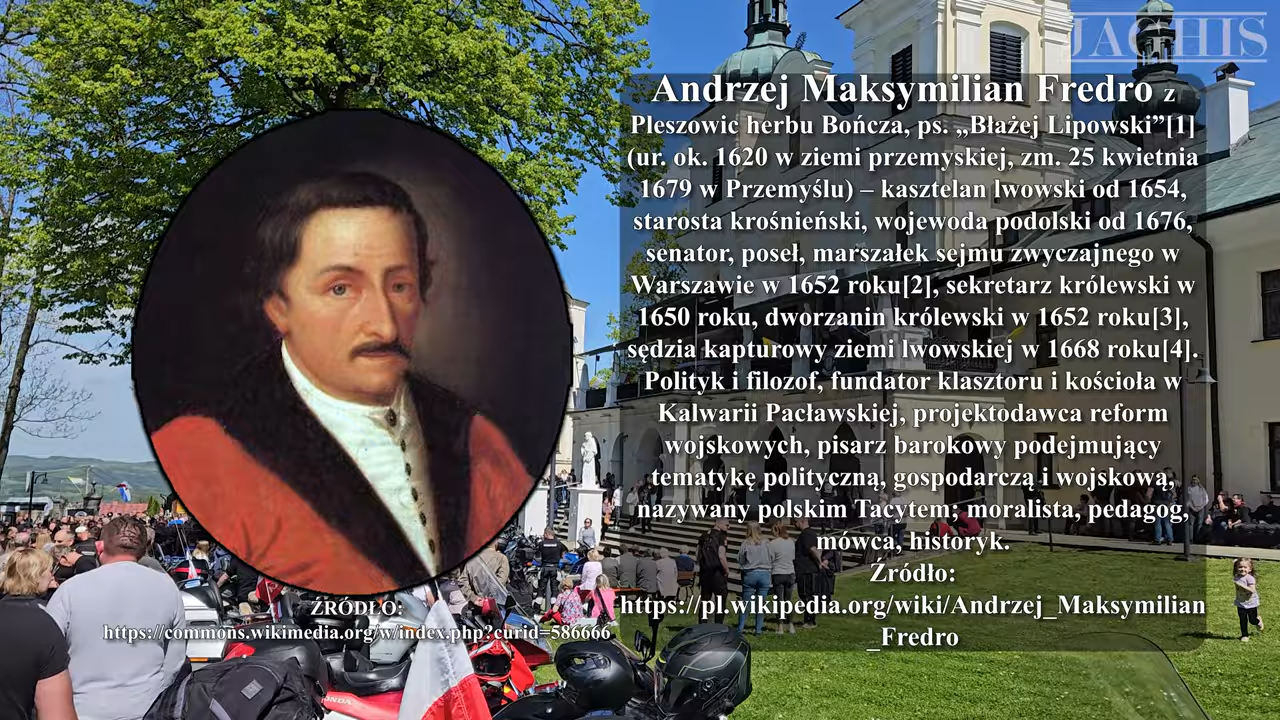 JAGHIS
Andrzej Maksymilian Fredro z
Pleszowic herbu Bończa, ps. „Błażej Lipowski”[1]
(ur. ok. 1620 w ziemi przemyskiej, zm. 25 kwietnia
1679 w Przemyślu) – kasztelan lwowski od 1654,
starosta krośnieński, wojewoda podolski od 1676,
senator, poseł, marszałek sejmu zwyczajnego w
Warszawie w 1652 roku[2], sekretarz królewski w
1650 roku, dworzanin królewski w 1652 roku[3],
sędzia kapturowy ziemi lwowskiej w 1668 roku[4].
Polityk i filozof, fundator klasztoru i kościoła w
Kalwarii Pacławskiej, projektodawca reform
wojskowych, pisarz barokowy podejmujący
tematykę polityczną, gospodarczą i wojskową,
nazywany polskim Tacytem; moralista, pedagog,
mówca, historyk.
Źródło:
https://pl.wikipedia.org/wiki/Andrzej_Maksymilian
_Fredro
ŹRÓDŁO:
https://commons.wikimedia.org/w/index.php?curid=586666
HONDA